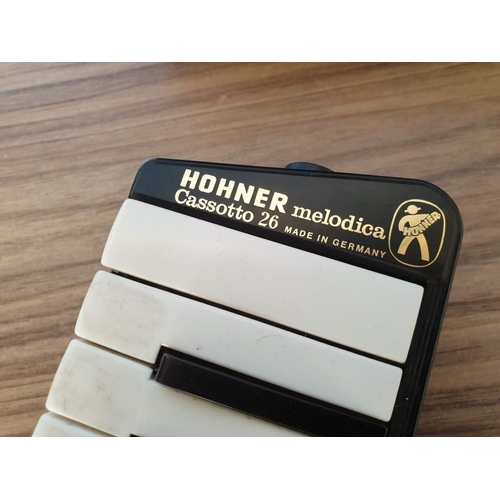 HOHNER melodica
Cassotto 26 MADE IN GERMANY
HOHNER